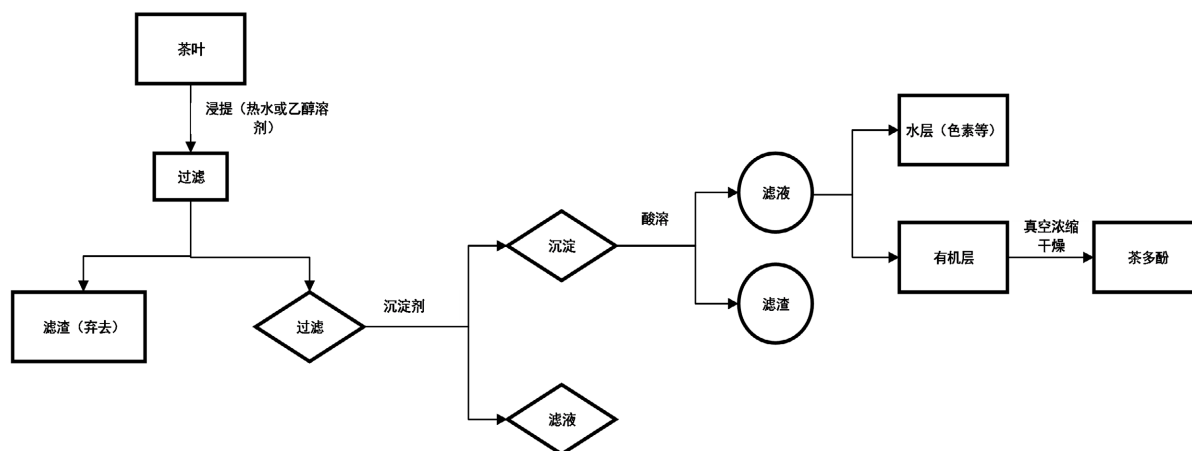 茶叶
浸提（热水或乙醇溶
剂）
过滤
滤渣（弃去）
过滤
沉淀剂
沉淀
滤液
酸溶
滤液
滤渣
水层（色素等）
有机层
真空浓缩
干燥
茶多酚